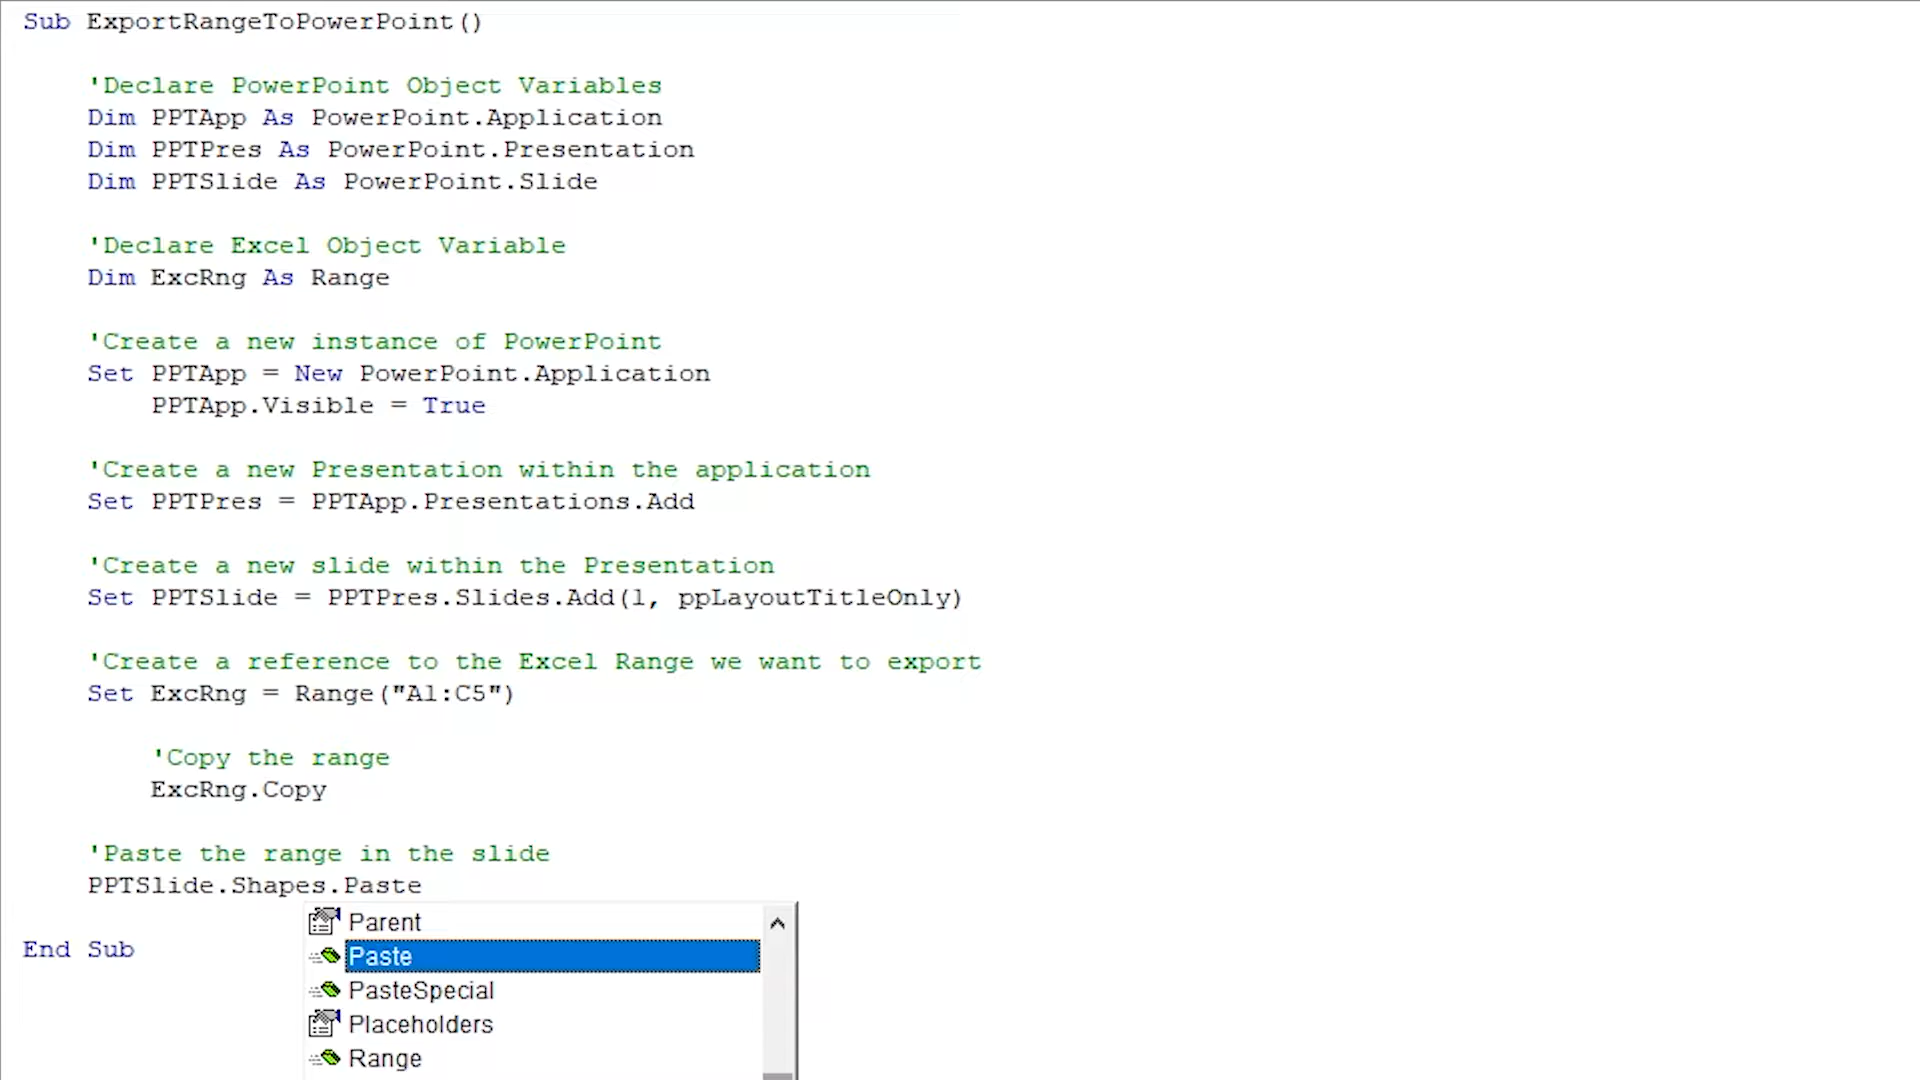 Sub ExportRangeToPowerPoint()
'Declare PowerPoint Object Variables
Dim PPTApp As PowerPoint.Application
Dim PPTPres As PowerPoint.Presentation
Dim PPTSlide As PowerPoint.Slide
'Declare Excel Object Variable
Dim ExcRng As Range
'Create a new instance of PowerPoint
Set PPTApp = New PowerPoint.Application
PPTApp.Visible = True
'Create a new Presentation within the application
Set PPTPres = PPTApp.Presentations.Add
'Create a new slide within the Presentation
Set PPTSlide = PPTPres.Slides.Add(1, ppLayoutTitleOnly)
'Create a reference to the Excel Range we want to export
Set ExcRng = Range("A1:C5")
'Copy the range
ExcRng.Copy
'Paste the range in the slide
PPTSlide.Shapes.Paste
Parent
Paste
PasteSpecial
Placeholders
Range
End Sub